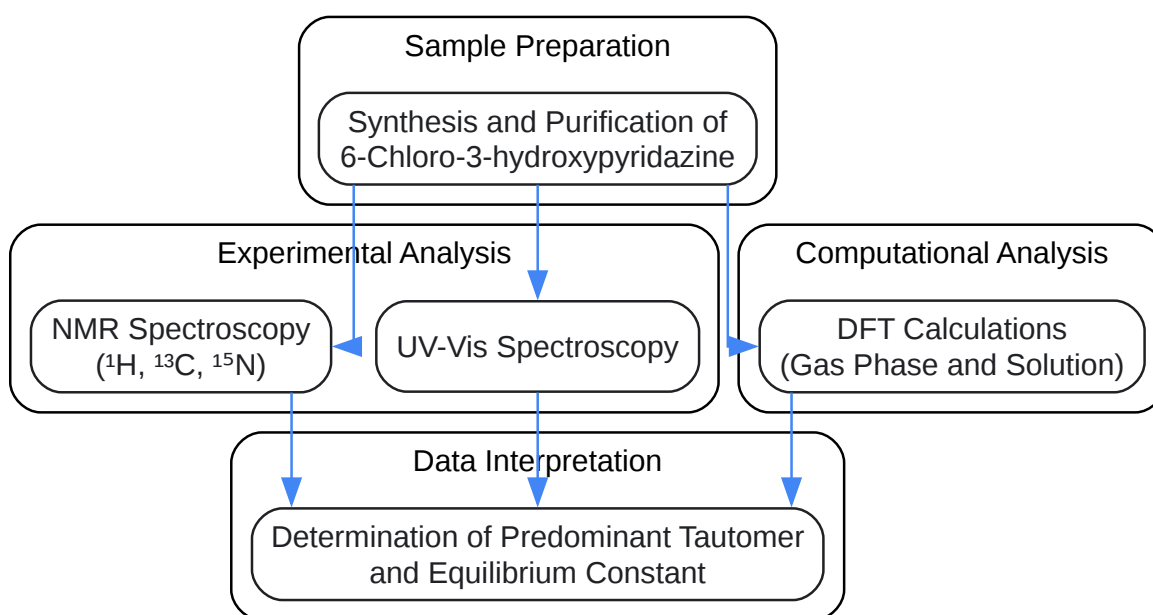 Sample Preparation
Synthesis and Purification of
6-Chloro-3-hydroxypyridazine
Experimental Analysis
Computational Analysis
NMR Spectroscopy
(¹H, ¹³C, ¹⁵N)
UV-Vis Spectroscopy
DFT Calculations
(Gas Phase and Solution)
Data Interpretation
Determination of Predominant Tautomer
and Equilibrium Constant